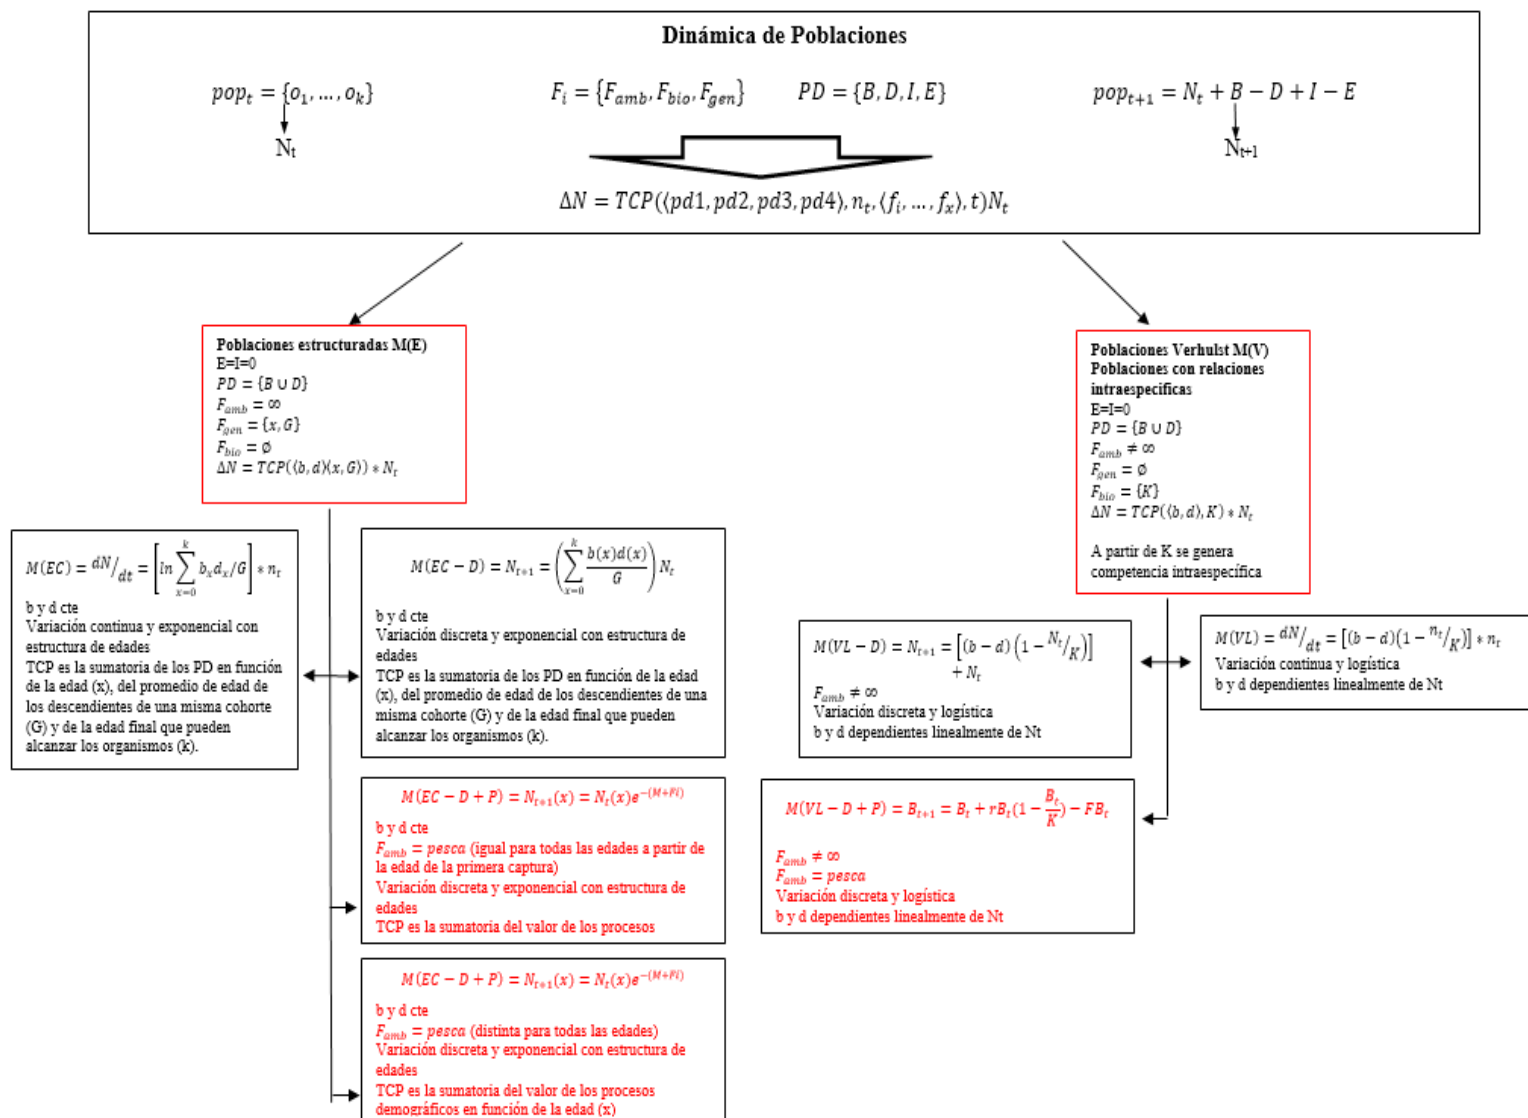 Dinámica de Poblaciones
pop_t = {o_1, …, o_k}
F_i = {F_amb, F_bio, F_gen}
PD = {B, D, I, E}
pop_{t+1} = N_t + B − D + I − E
N_t
N_{t+1}
ΔN = TCP(⟨pd1, pd2, pd3, pd4⟩, n_t, ⟨f_i, …, f_x⟩, t)N_t
Poblaciones estructuradas M(E)
E=I=0
PD = {B ∪ D}
F_amb = ∞
F_gen = {x, G}
F_bio = ∅
ΔN = TCP(⟨b, d⟩⟨x, G⟩) * N_t
Poblaciones Verhulst M(V)
Poblaciones con relaciones
intraespecíficas
E=I=0
PD = {B ∪ D}
F_amb ≠ ∞
F_gen = ∅
F_bio = {K}
ΔN = TCP(⟨b, d⟩, K) * N_t
A partir de K se genera
competencia intraespecífica
M(EC) = dN/dt = [ln ∑_{x=0}^{k} b_x d_x/G] * n_t
b y d cte
Variación continua y exponencial con
estructura de edades
TCP es la sumatoria de los PD en función
de la edad (x), del promedio de edad de
los descendientes de una misma cohorte
(G) y de la edad final que pueden
alcanzar los organismos (k).
M(EC − D) = N_{t+1} = (∑_{x=0}^{k} b(x)d(x)/G) N_t
b y d cte
Variación discreta y exponencial con estructura de
edades
TCP es la sumatoria de los PD en función de la edad
(x), del promedio de edad de los descendientes de una
misma cohorte (G) y de la edad final que pueden
alcanzar los organismos (k).
M(VL − D) = N_{t+1} = [(b − d)(1 − N_t/K)]
+ N_t
F_amb ≠ ∞
Variación discreta y logística
b y d dependientes linealmente de Nt
M(VL) = dN/dt = [(b − d)(1 − n_t/K)] * n_t
Variación continua y logística
b y d dependientes linealmente de Nt
M(EC − D + P) = N_{t+1}(x) = N_t(x)e^{−(M+Fi)}
b y d cte
F_amb = pesca (igual para todas las edades a partir de
la edad de la primera captura)
Variación discreta y exponencial con estructura de
edades
TCP es la sumatoria del valor de los procesos
M(VL − D + P) = B_{t+1} = B_t + rB_t(1 − B_t/K) − FB_t
F_amb ≠ ∞
F_amb = pesca
Variación discreta y logística
b y d dependientes linealmente de Nt
M(EC − D + P) = N_{t+1}(x) = N_t(x)e^{−(M+Fi)}
b y d cte
F_amb = pesca (distinta para todas las edades)
Variación discreta y exponencial con estructura de
edades
TCP es la sumatoria del valor de los procesos
demográficos en función de la edad (x)